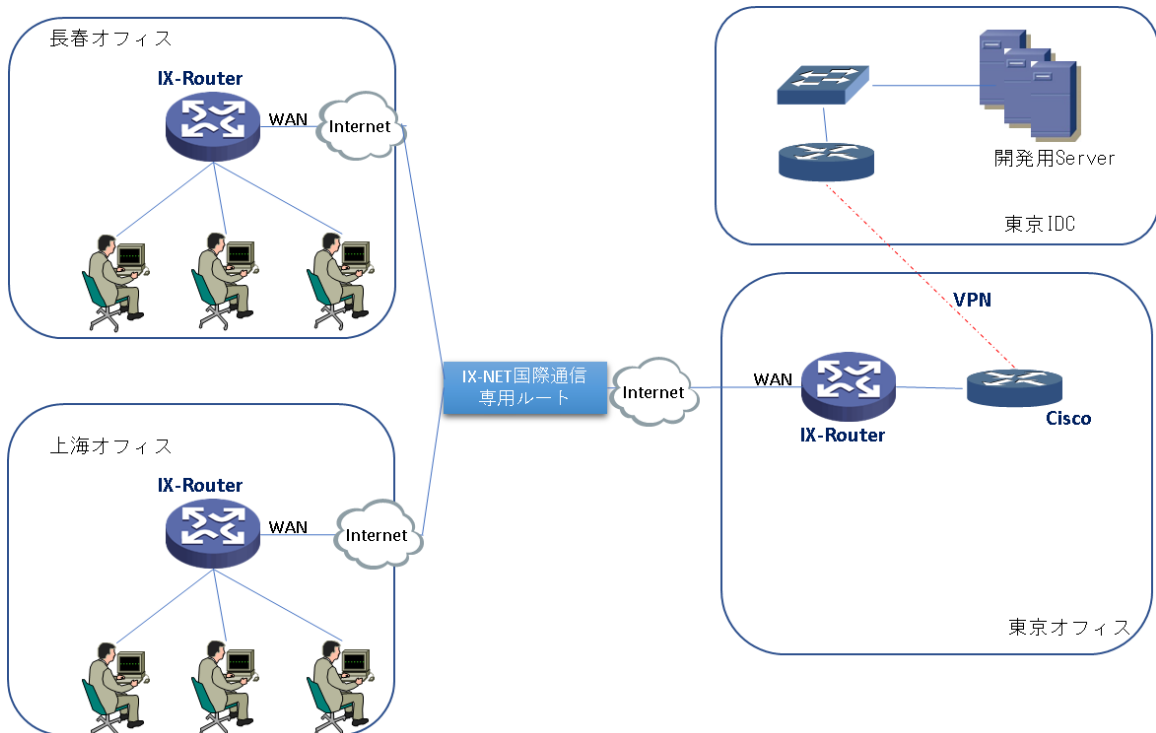 長春オフィス
IX-Router
WAN
Internet
開発用Server
東京IDC
VPN
IX-NET国際通信
専用ルート
Internet
WAN
IX-Router
Cisco
東京オフィス
上海オフィス
IX-Router
WAN
Internet